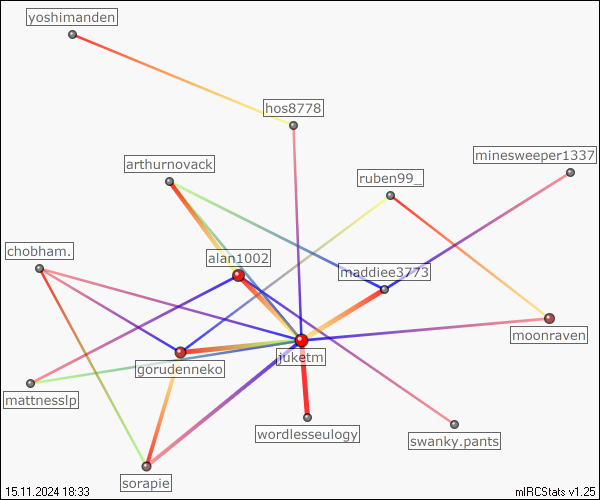 yoshimanden
hos8778
minesweeper1337
arthurnovack
ruben99_
chobham.
alan1002
maddiee3773
moonraven
juketm
gorudenneko
mattnesslp
wordlesseulogy
swanky.pants
sorapie
15.11.2024 18:33
mIRCStats v1.25